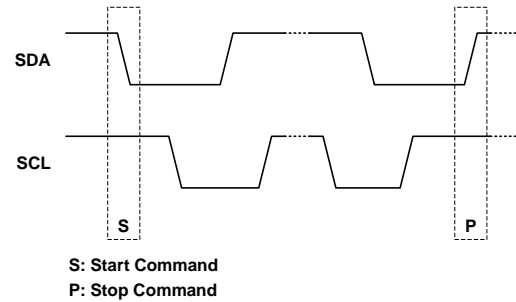 SDA
SCL
S
P
S: Start Command
P: Stop Command